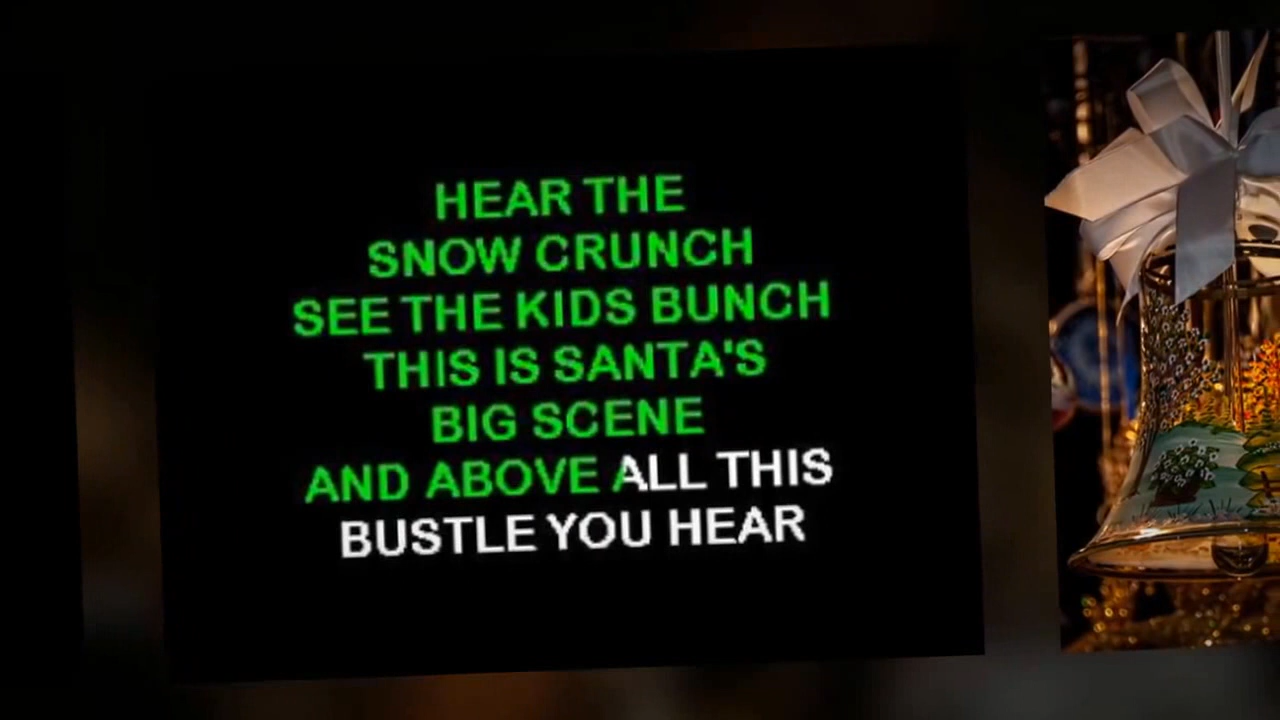 HEAR THE
SNOW CRUNCH
SEE THE KIDS BUNCH
THIS IS SANTA'S
BIG SCENE
AND ABOVE ALL THIS
BUSTLE YOU HEAR